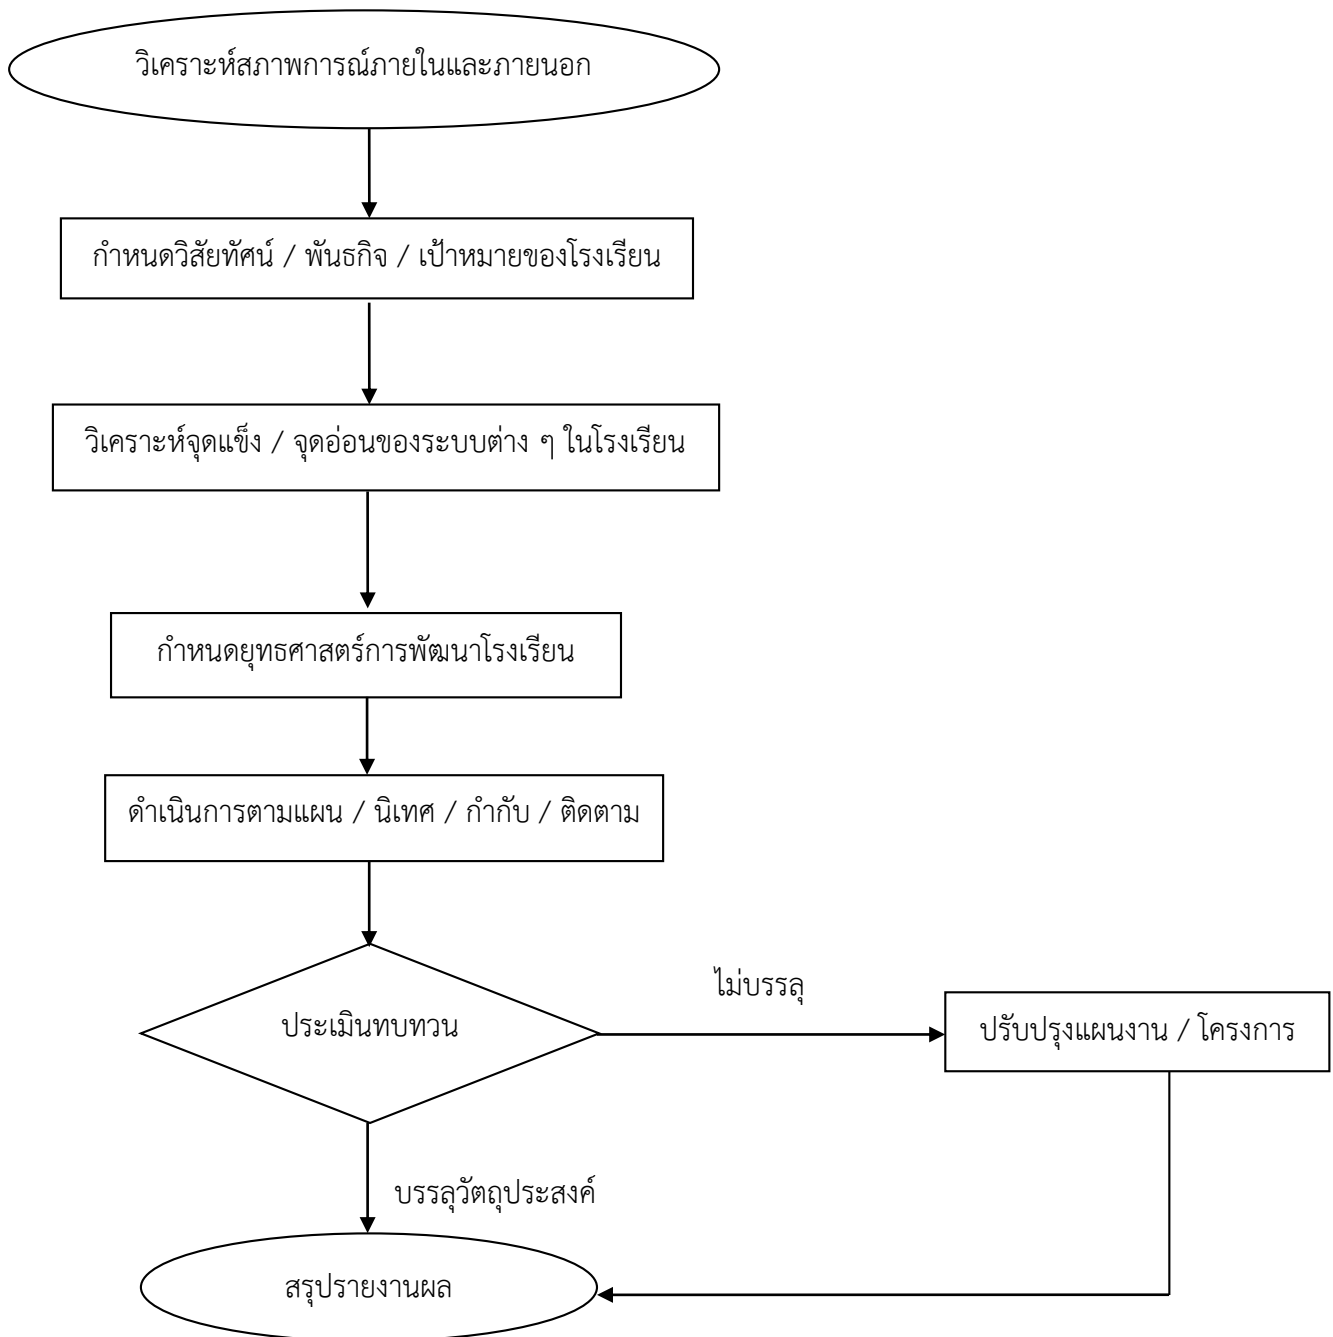 วิเคราะห์สภาพการณ์ภายในและภายนอก
กำหนดวิสัยทัศน์ / พันธกิจ / เป้าหมายของโรงเรียน
วิเคราะห์จุดแข็ง / จุดอ่อนของระบบต่าง ๆ ในโรงเรียน
กำหนดยุทธศาสตร์การพัฒนาโรงเรียน
ดำเนินการตามแผน / นิเทศ / กำกับ / ติดตาม
ประเมินทบทวน
ไม่บรรลุ
ปรับปรุงแผนงาน / โครงการ
บรรลุวัตถุประสงค์
สรุปรายงานผล